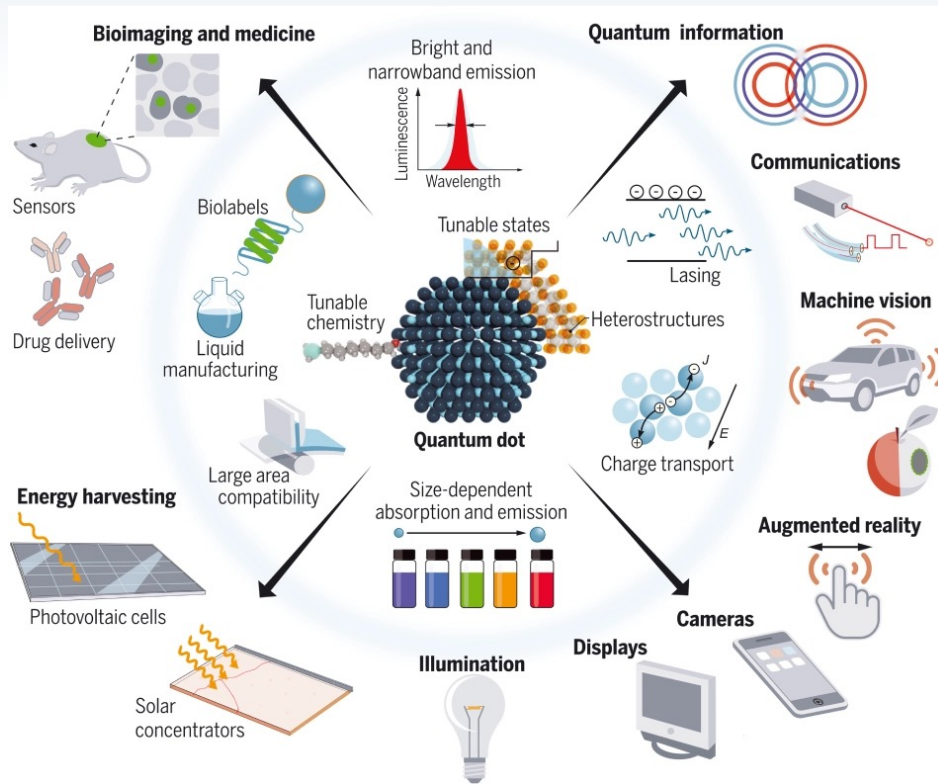 Bioimaging and medicine
Sensors
Drug delivery
Bright and
narrowband emission
Luminescence
Wavelength
Quantum information
Communications
Biolabels
Liquid
manufacturing
Tunable
chemistry
Tunable states
Heterostructures
Quantum dot
− − − −
Lasing
Machine vision
J
−
+ −
+
E
Charge transport
Large area
compatibility
Size-dependent
absorption and emission
Energy harvesting
Photovoltaic cells
Solar
concentrators
Illumination
Displays
Cameras
Augmented reality